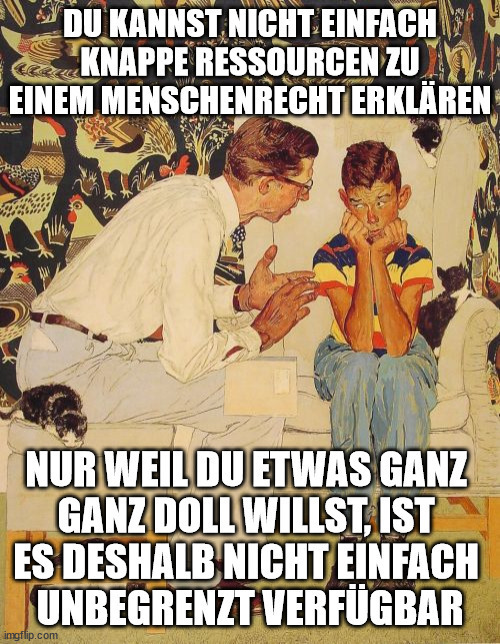 DU KANNST NICHT EINFACH
KNAPPE RESSOURCEN ZU
EINEM MENSCHENRECHT ERKLÄREN
NUR WEIL DU ETWAS GANZ
GANZ DOLL WILLST, IST
ES DESHALB NICHT EINFACH
UNBEGRENZT VERFÜGBAR
imgflip.com